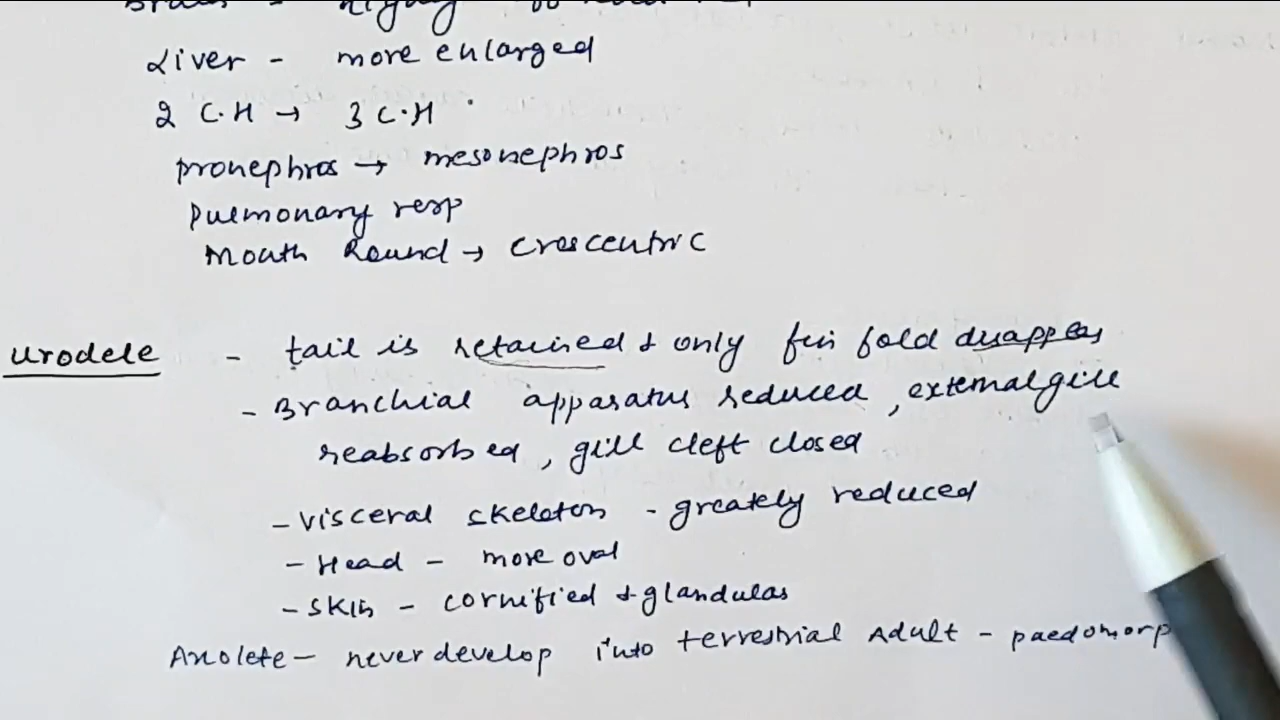 Liver - more enlarged
2 C.H → 3 C.H
pronephros → mesonephros
pulmonary resp
Mouth Round → crescentric
urodele - tail is retained & only fin fold disappears
- Branchial apparatus reduced, external gill
reabsorbed, gill cleft closed
- visceral skeleton - greately reduced
- Head - more oval
- Skin - cornified & glandular
Axolete - never develop into terrestrial Adult - paedomorp